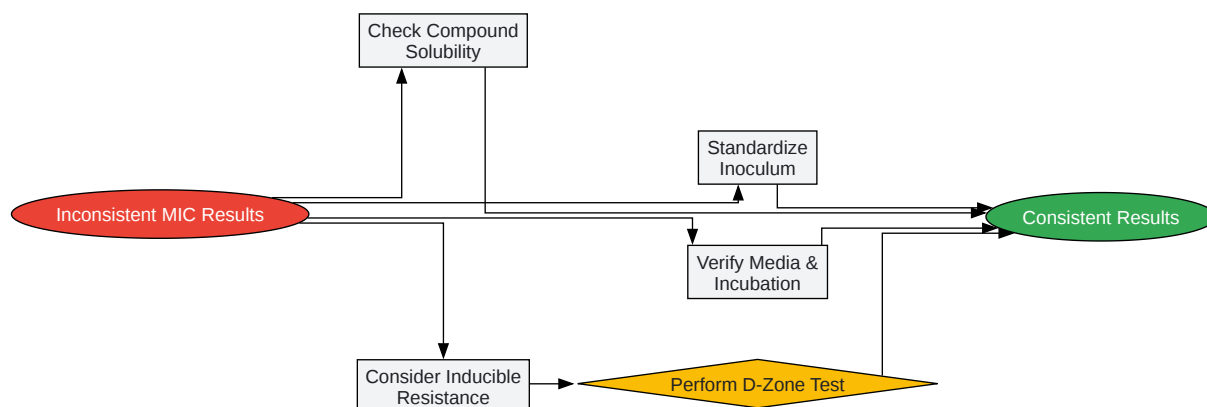 Check Compound
Solubility
Standardize
Inoculum
Inconsistent MIC Results
Consistent Results
Verify Media &
Incubation
Consider Inducible
Resistance
Perform D-Zone Test